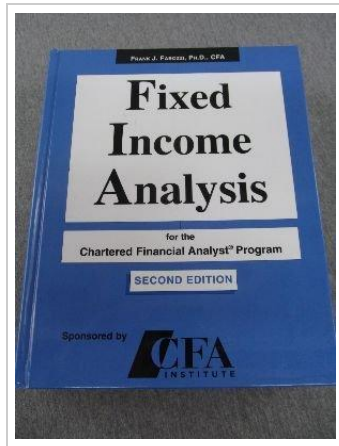 FRANK J. FABOZZI, PH.D., CFA
Fixed
Income
Analysis
for the
Chartered Financial Analyst® Program
SECOND EDITION
Sponsored by
CFA
INSTITUTE